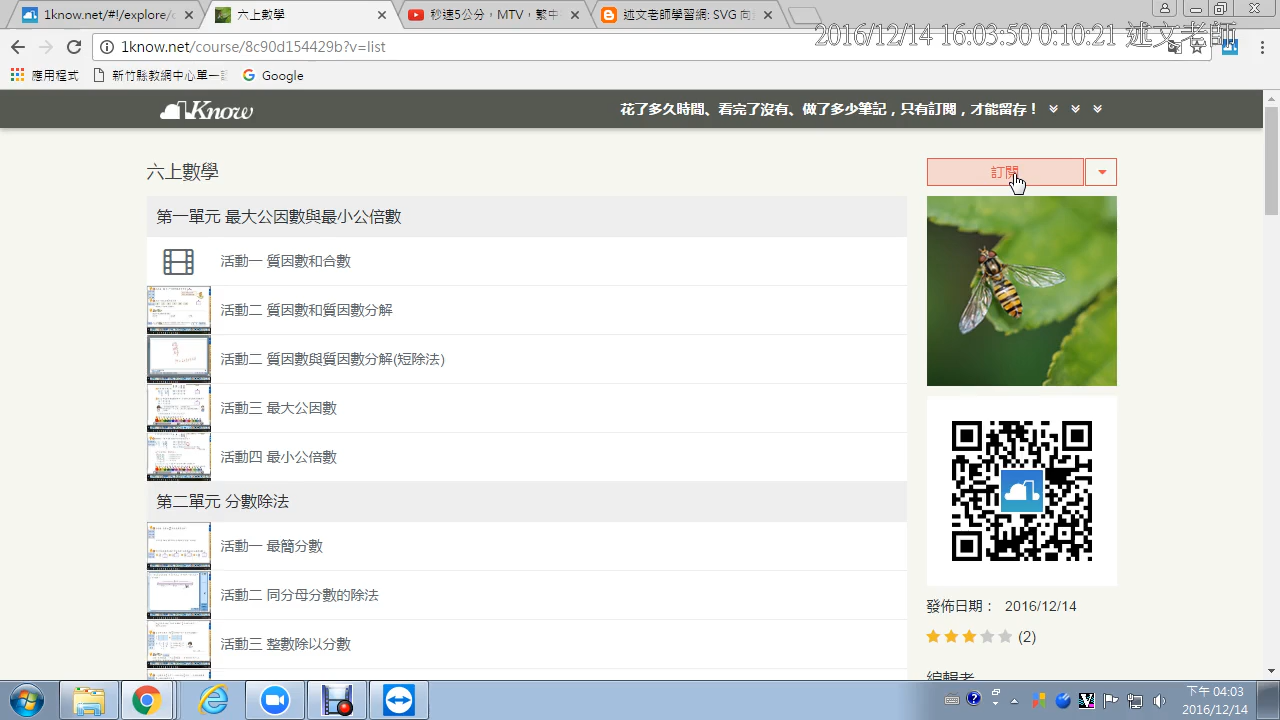 1know.net/#!/explore/c
六上數學
秒速5公分，MTV，繁中
2016/12/14 16:03:50 0:10:21 述文老師
1know.net/course/8c90d154429b?v=list
應用程式
新竹縣教網中心單一
Google
1Know
花了多久時間、看完了沒有、做了多少筆記，只有訂閱，才能留存！
六上數學
訂閱
第一單元 最大公因數與最小公倍數
活動一 質因數和合數
活動二 質因數與質因數分解
活動二 質因數與質因數分解(短除法)
活動三 最大公因數
活動四 最小公倍數
第二單元 分數除法
活動一 最簡分數
活動二 同分母分數的除法
活動三 整數除以分數
發佈日期： 2016/12/14
(2)
編輯者
下午 04:03
2016/12/14